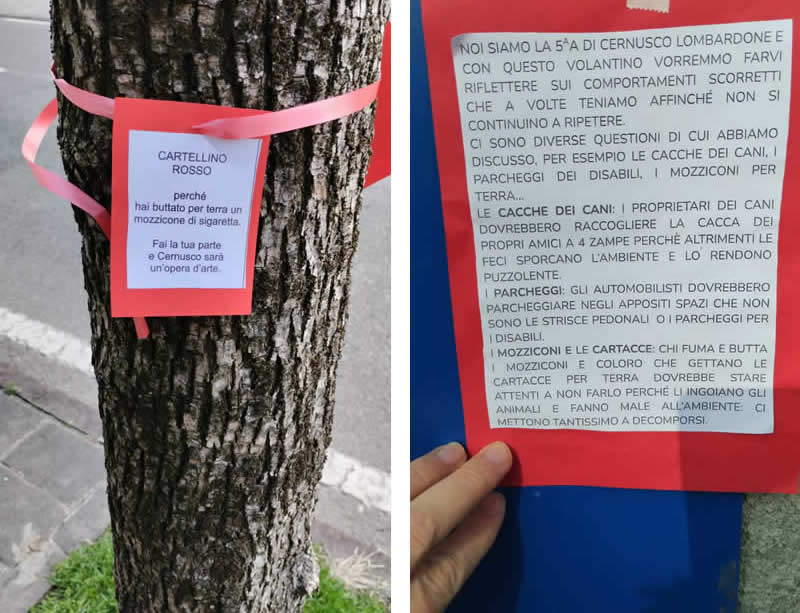 CARTELLINO
ROSSO
perché
hai buttato per terra un
mozzicone di sigaretta.
Fai la tua parte
e Cernusco sarà
un'opera d'arte.
NOI SIAMO LA 5^A DI CERNUSCO LOMBARDONE E
CON QUESTO VOLANTINO VORREMMO FARVI
RIFLETTERE SUI COMPORTAMENTI SCORRETTI
CHE A VOLTE TENIAMO AFFINCHÉ NON SI
CONTINUINO A RIPETERE.
CI SONO DIVERSE QUESTIONI DI CUI ABBIAMO
DISCUSSO, PER ESEMPIO LE CACCHE DEI CANI, I
PARCHEGGI DEI DISABILI, I MOZZICONI PER
TERRA...
LE CACCHE DEI CANI: I PROPRIETARI DEI CANI
DOVREBBERO RACCOGLIERE LA CACCA DEI
PROPRI AMICI A 4 ZAMPE PERCHÈ ALTRIMENTI LE
FECI SPORCANO L'AMBIENTE E LO RENDONO
PUZZOLENTE.
I PARCHEGGI: GLI AUTOMOBILISTI DOVREBBERO
PARCHEGGIARE NEGLI APPOSITI SPAZI CHE NON
SONO LE STRISCE PEDONALI O I PARCHEGGI PER
I DISABILI.
I MOZZICONI E LE CARTACCE: CHI FUMA E BUTTA
I MOZZICONI E COLORO CHE GETTANO LE
CARTACCE PER TERRA DOVREBBE STARE
ATTENTI A NON FARLO PERCHÉ LI INGOIANO GLI
ANIMALI E FANNO MALE ALL'AMBIENTE: CI
METTONO TANTISSIMO A DECOMPORSI.